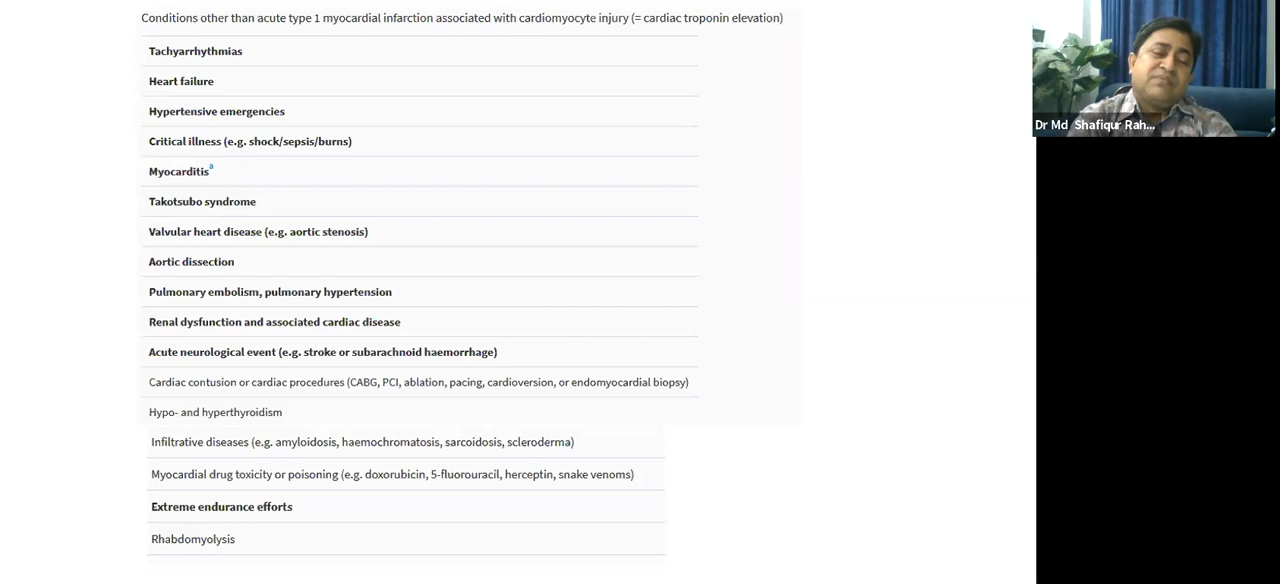 Conditions other than acute type 1 myocardial infarction associated with cardiomyocyte injury (= cardiac troponin elevation)
Tachyarrhythmias
Heart failure
Hypertensive emergencies
Critical illness (e.g. shock/sepsis/burns)
Myocarditisª
Takotsubo syndrome
Valvular heart disease (e.g. aortic stenosis)
Aortic dissection
Pulmonary embolism, pulmonary hypertension
Renal dysfunction and associated cardiac disease
Acute neurological event (e.g. stroke or subarachnoid haemorrhage)
Cardiac contusion or cardiac procedures (CABG, PCI, ablation, pacing, cardioversion, or endomyocardial biopsy)
Hypo- and hyperthyroidism
Infiltrative diseases (e.g. amyloidosis, haemochromatosis, sarcoidosis, scleroderma)
Myocardial drug toxicity or poisoning (e.g. doxorubicin, 5-fluorouracil, herceptin, snake venoms)
Extreme endurance efforts
Rhabdomyolysis
Dr Md Shafiqur Rah...